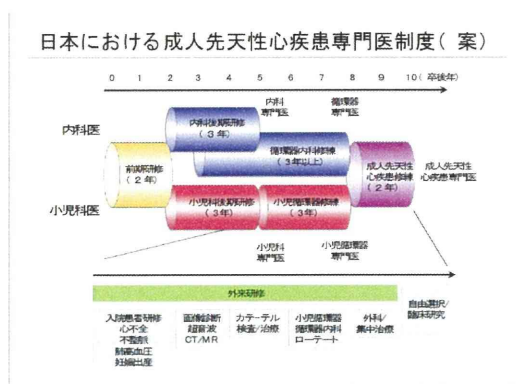 日本における成人先天性心疾患専門医制度(案)
0 1 2 3 4 5 6 7 8 9 10(卒後年)
内科
専門医
循環器
専門医
内科医
内科後期研修
(3年)
循環器内科修練
(3年以上)
前期研修
(2年)
成人先天性
心疾患修練
(2年)
成人先天性
心疾患専門医
小児科医
小児科後期研修
(3年)
小児循環器修練
(3年)
小児科
専門医
小児循環器
専門医
外来研修
入院患者研修
心不全
不整脈
肺高血圧
妊娠出産
画像診断
超音波
CT/MR
カテーテル
検査/治療
小児循環器
循環器内科
ローテート
外科/
集中治療
自由選択/
臨床研究